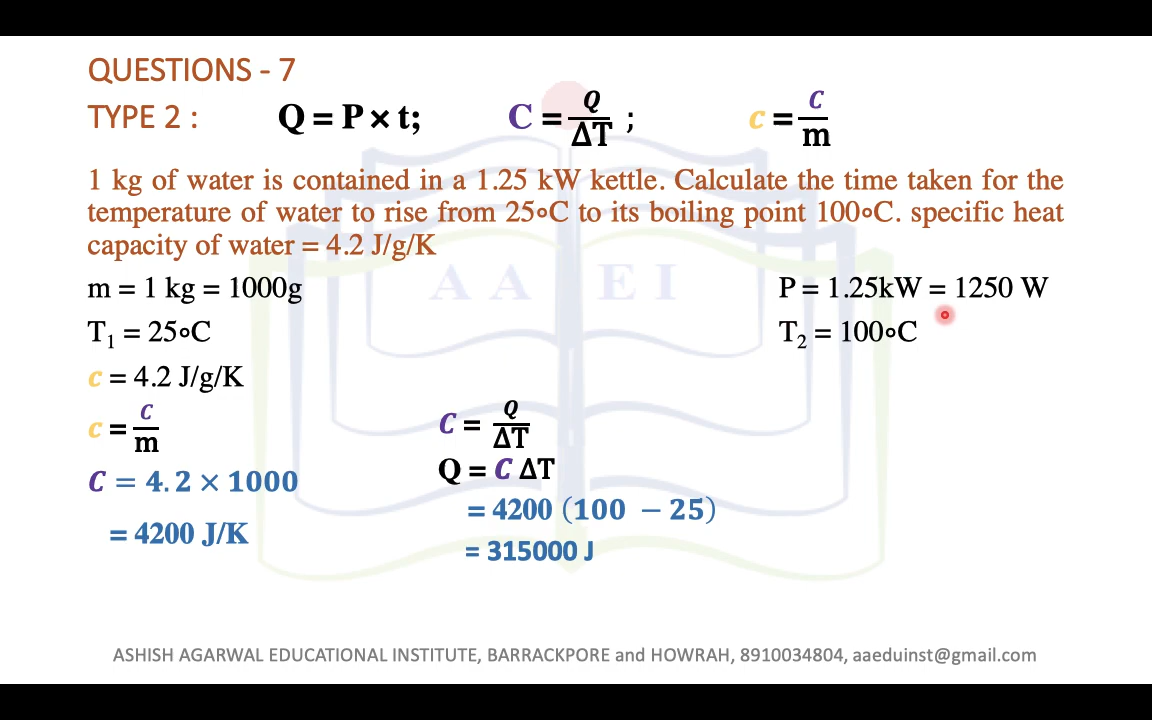 QUESTIONS - 7
TYPE 2 : Q = P × t; C = Q/ΔT ; c = C/m
1 kg of water is contained in a 1.25 kW kettle. Calculate the time taken for the
temperature of water to rise from 25∘C to its boiling point 100∘C. specific heat
capacity of water = 4.2 J/g/K
m = 1 kg = 1000g P = 1.25kW = 1250 W
T₁ = 25∘C T₂ = 100∘C
c = 4.2 J/g/K
c = C/m C = Q/ΔT
Q = C ΔT
C = 4.2 × 1000
= 4200 (100 − 25)
= 4200 J/K
= 315000 J
A A E I
ASHISH AGARWAL EDUCATIONAL INSTITUTE, BARRACKPORE and HOWRAH, 8910034804, aaeduinst@gmail.com